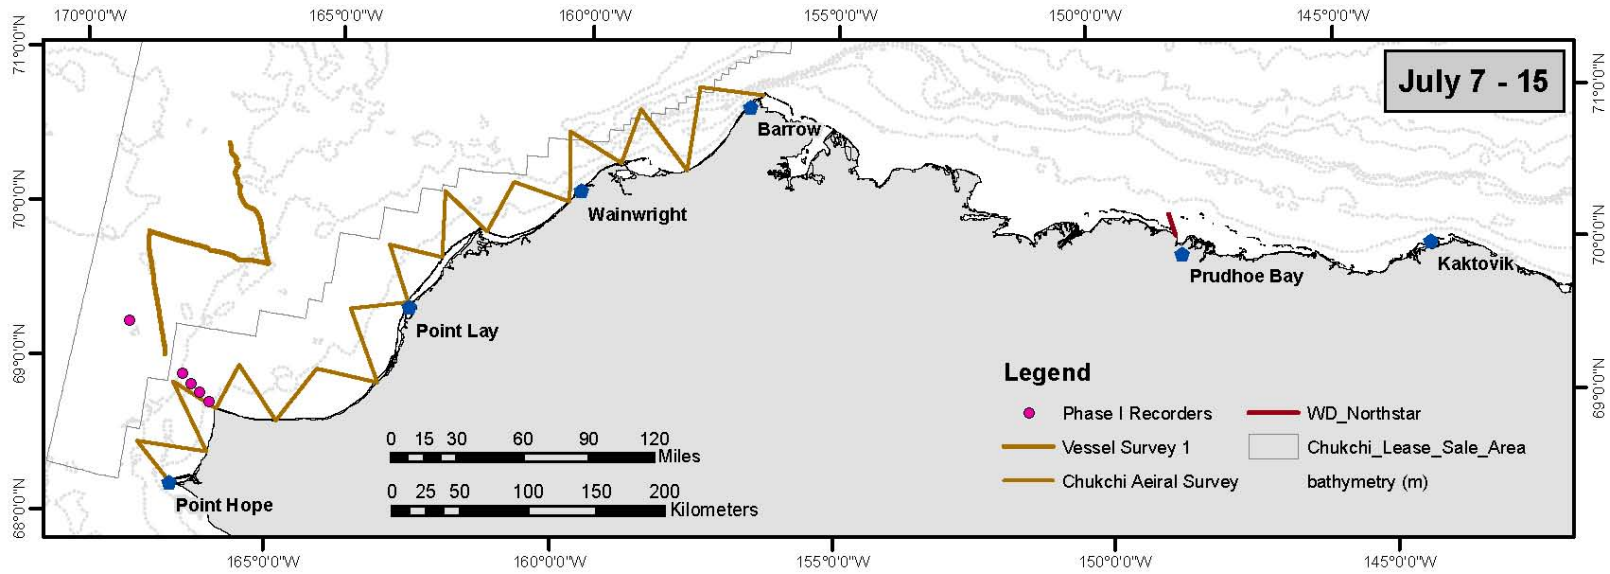 170°0'0"W 165°0'0"W 160°0'0"W 155°0'0"W 150°0'0"W 145°0'0"W
71°0'0"N
71°0'0"N
July 7 - 15
Barrow
70°0'0"N
Wainwright
70°0'0"N
Kaktovik
Prudhoe Bay
Point Lay
69°0'0"N
69°0'0"N
Legend
Phase I Recorders
WD_Northstar
Vessel Survey 1
Chukchi_Lease_Sale_Area
Chukchi Aeiral Survey
bathymetry (m)
0 15 30 60 90 120
Miles
0 25 50 100 150 200
Kilometers
Point Hope
68°0'0"N
165°0'0"W 160°0'0"W 155°0'0"W 150°0'0"W 145°0'0"W